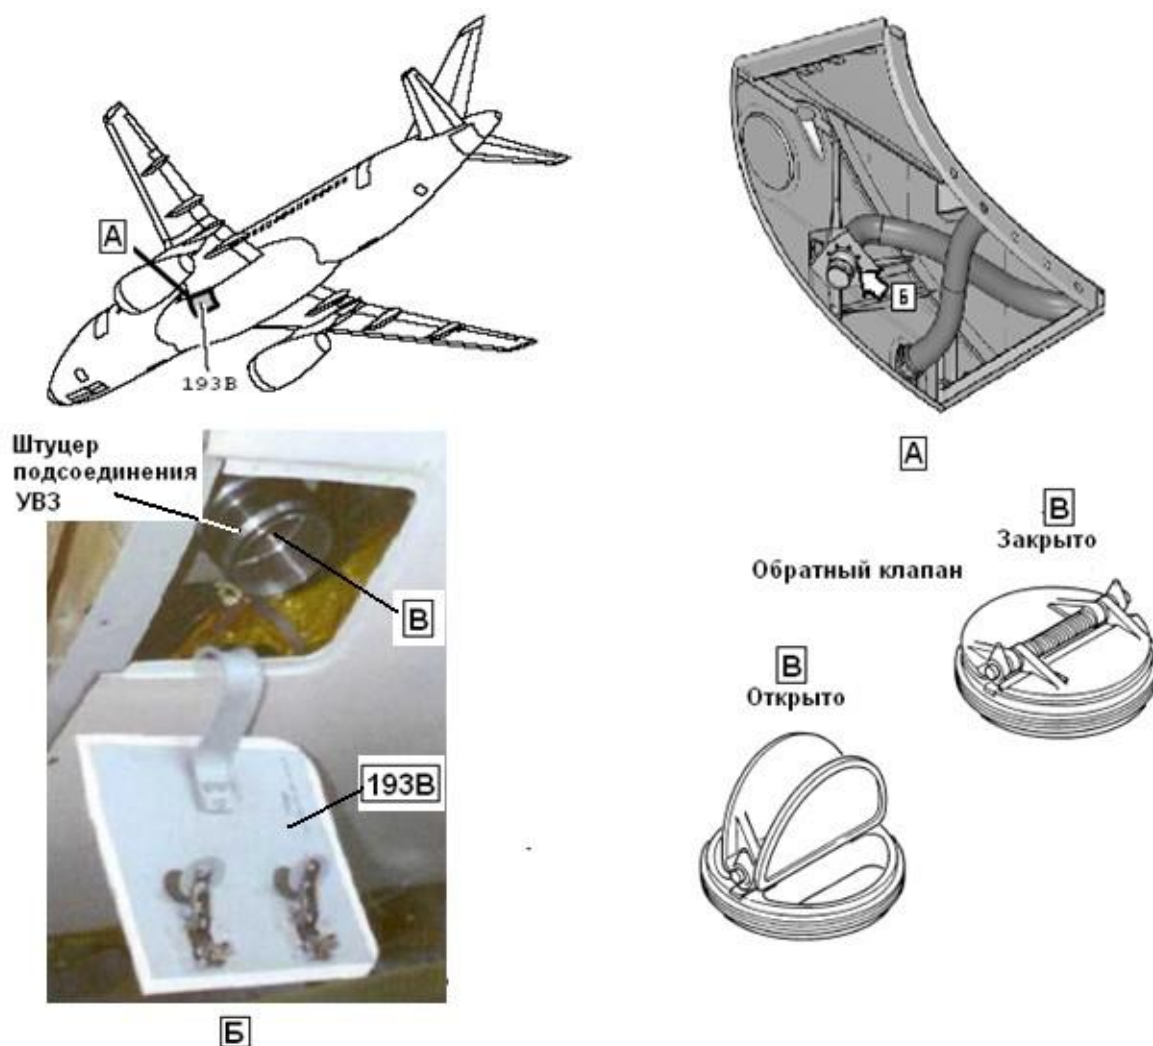 А
193В
Б
А
Штуцер
подсоединения
УВЗ
В
193В
Б
В
Закрыто
Обратный клапан
В
Открыто